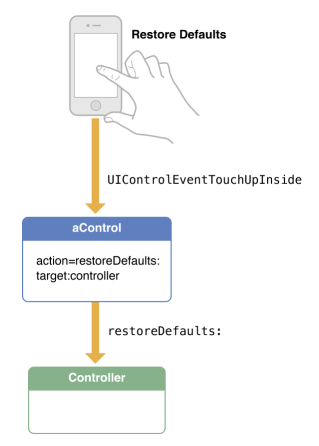 Restore Defaults
UIControlEventTouchUpInside
aControl
action=restoreDefaults:
target:controller
restoreDefaults:
Controller